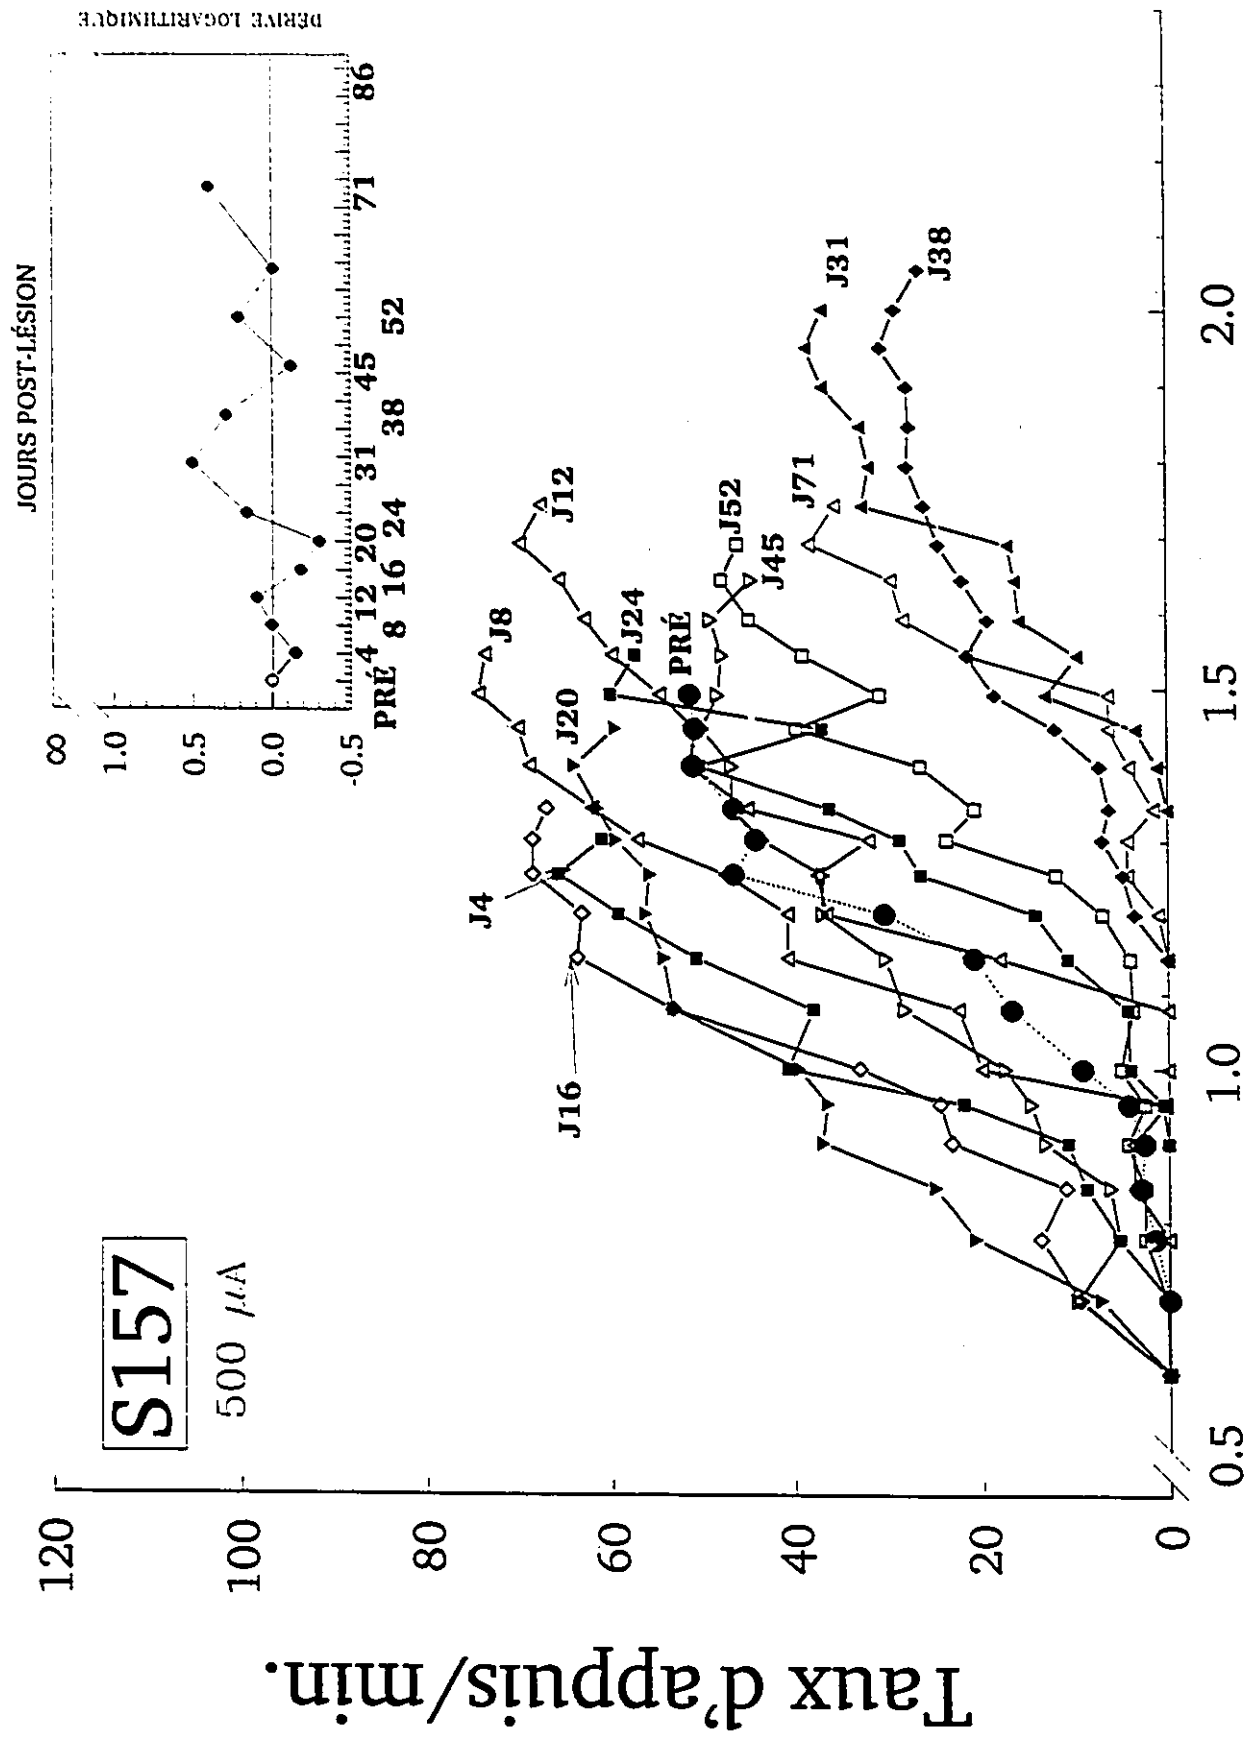 S157
500 µA
Taux d'appuis/min.
120
100
80
60
40
20
0
0.5
1.0
1.5
2.0
J16
J4
J20
J8
J24
J12
PRÉ
J45
J52
J71
J31
J38
JOURS POST-LÉSION
DÉRIVE LOGARITHMIQUE
∞
1.0
0.5
0.0
-0.5
PRÉ 4 8 12 16 20 24 31 38 45 52 71 86